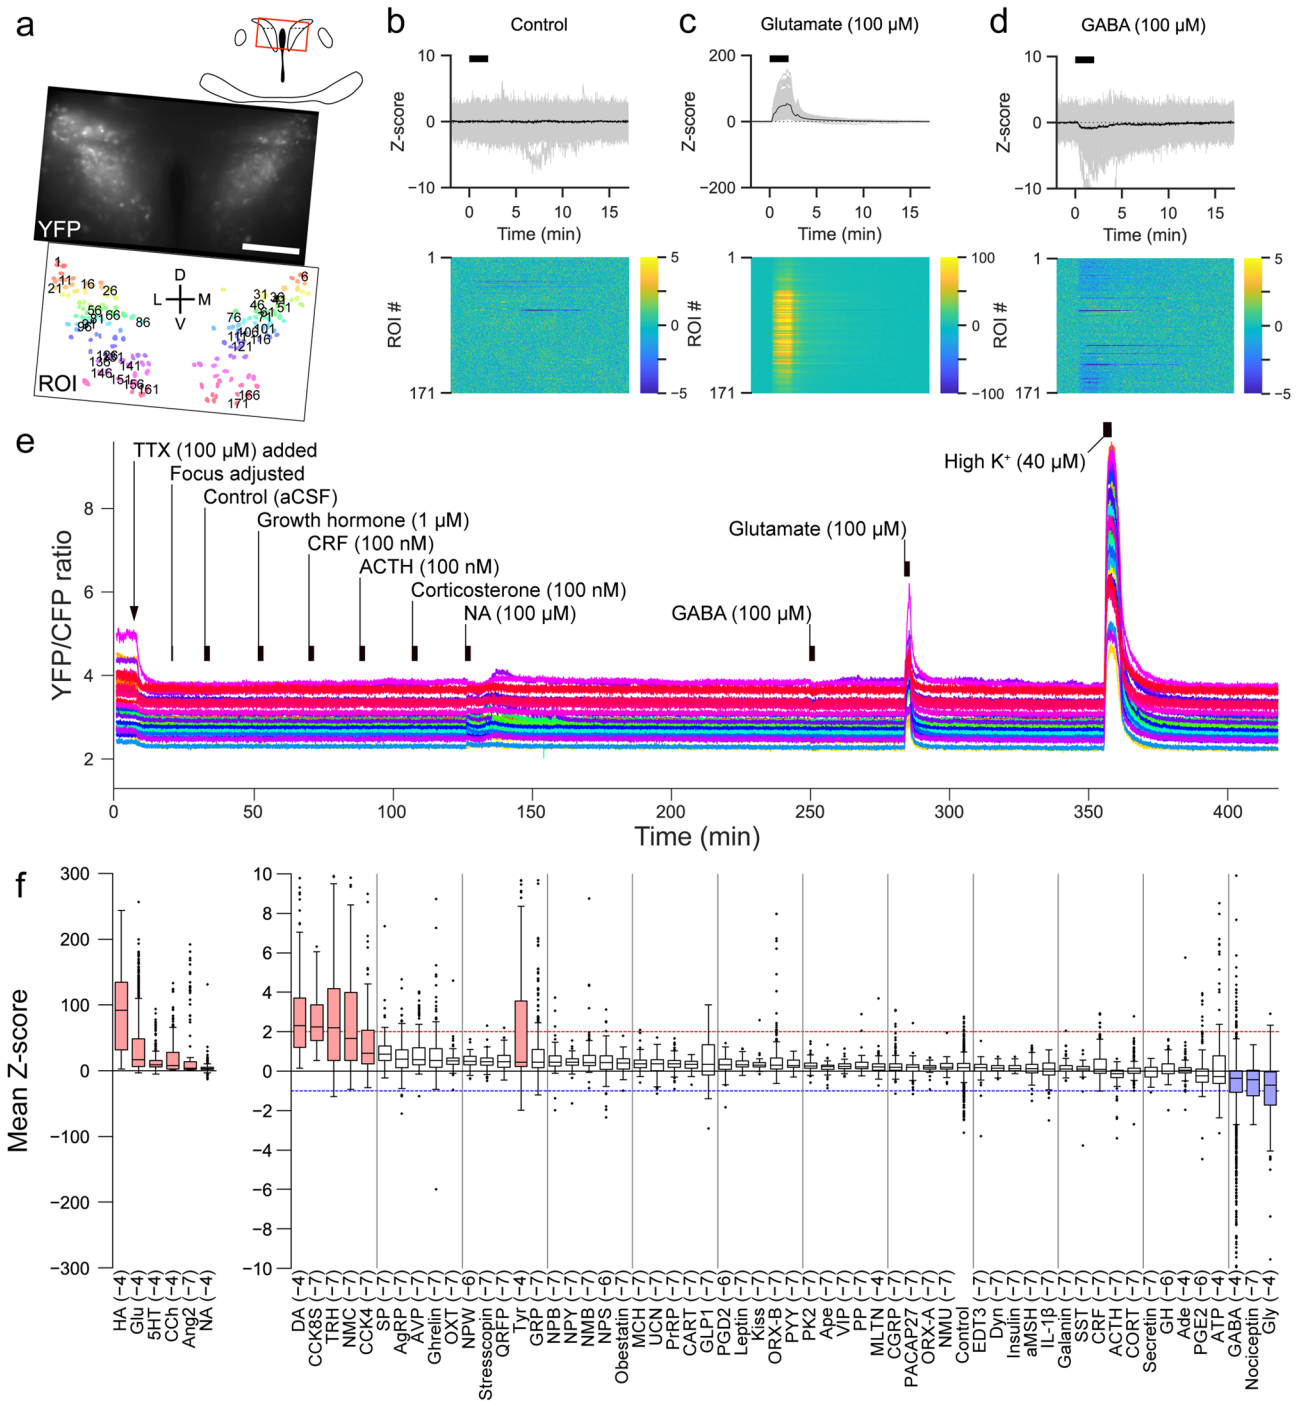 a
YFP
ROI
D
L
M
V
1
11
21
16
26
56
81
66
96
86
136
146
141
151
156
161
6
31
46
51
76
71
101
116
121
166
171
b
Control
10
0
−10
Z-score
0 5 10 15
Time (min)
1
171
ROI #
5
0
−5
c
Glutamate (100 µM)
200
0
−200
Z-score
0 5 10 15
Time (min)
ROI #
100
0
−100
d
GABA (100 µM)
10
0
−10
Z-score
0 5 10 15
Time (min)
1
171
ROI #
5
0
−5
e
TTX (100 µM) added
Focus adjusted
Control (aCSF)
Growth hormone (1 µM)
CRF (100 nM)
ACTH (100 nM)
Corticosterone (100 nM)
NA (100 µM)
GABA (100 µM)
Glutamate (100 µM)
High K⁺ (40 µM)
YFP/CFP ratio
8
6
4
2
0 50 100 150 200 250 300 350 400
Time (min)
f
Mean Z-score
300
200
100
0
−100
−200
−300
10
8
6
4
2
0
−2
−4
−6
−8
−10
HA (−4)
Glu (−4)
5HT (−4)
CCh (−4)
Ang2 (−7)
NA (−4)
DA (−4)
CCK8S (−7)
TRH (−7)
NMC (−7)
CCK4 (−7)
SP (−7)
AgRP (−7)
AVP (−7)
Ghrelin (−7)
OXT (−7)
NPW (−6)
Stresscopin (−7)
QRFP (−7)
Tyr (−4)
GRP (−7)
NPB (−7)
NPY (−7)
NMB (−7)
NPS (−6)
Obestatin (−7)
MCH (−7)
UCN (−7)
PrRP (−7)
CART (−7)
GLP1 (−7)
PGD2 (−6)
Leptin (−7)
Kiss (−7)
ORX-B (−7)
PYY (−7)
PK2 (−7)
Ape (−7)
VIP (−7)
PP (−7)
MLTN (−4)
CGRP (−7)
PACAP27 (−7)
ORX-A (−7)
NMU (−7)
Control
EDT3 (−7)
Dyn (−7)
Insulin (−7)
aMSH (−7)
IL-1β (−7)
Galanin (−7)
SST (−7)
CRF (−7)
ACTH (−7)
CORT (−7)
Secretin (−7)
GH (−6)
Ade (−4)
PGE2 (−6)
ATP (−4)
GABA (−4)
Nociceptin (−7)
Gly (−4)